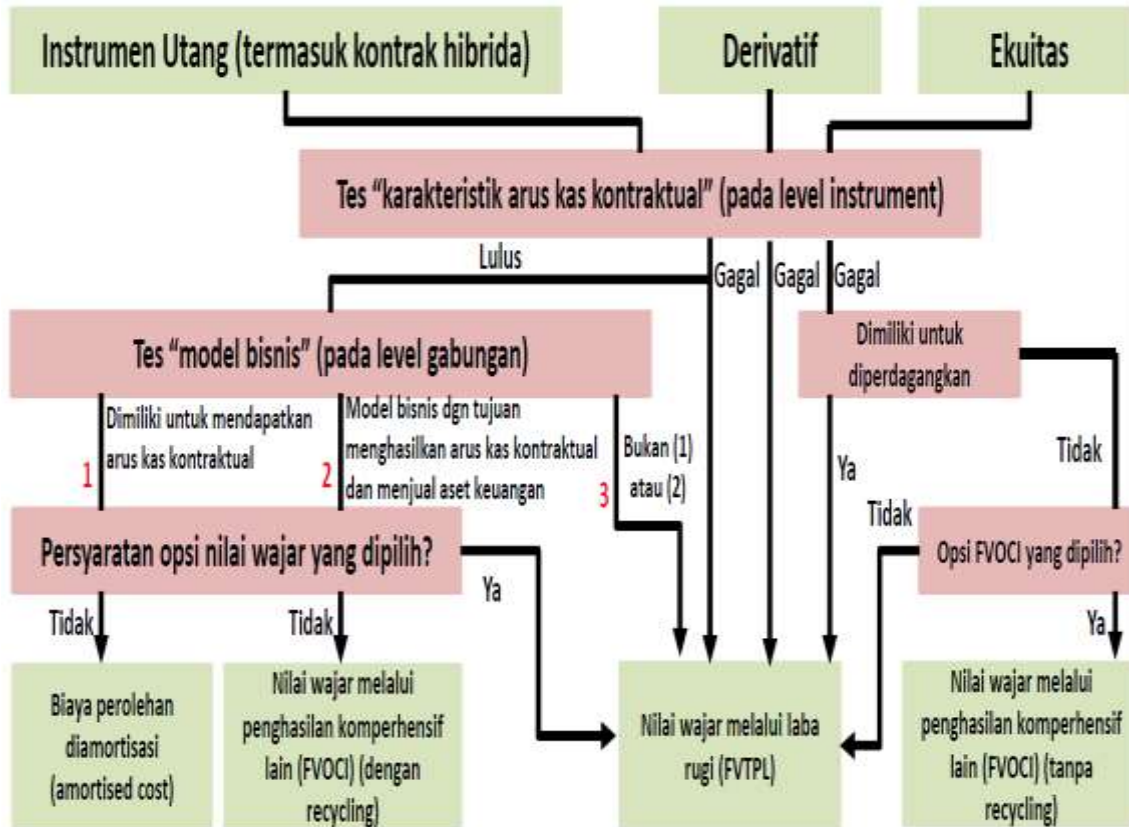 Instrumen Utang (termasuk kontrak hibrida)
Derivatif
Ekuitas
Tes “karakteristik arus kas kontraktual” (pada level instrument)
Lulus
Gagal
Gagal
Gagal
Tes “model bisnis” (pada level gabungan)
Dimiliki untuk
diperdagangkan
Dimiliki untuk mendapatkan
arus kas kontraktual
1
Model bisnis dgn tujuan
menghasilkan arus kas kontraktual
dan menjual aset keuangan
2
Bukan (1)
atau (2)
3
Ya
Tidak
Tidak
Persyaratan opsi nilai wajar yang dipilih?
Ya
Opsi FVOCI yang dipilih?
Tidak
Tidak
Ya
Biaya perolehan
diamortisasi
(amortised cost)
Nilai wajar melalui
penghasilan komperhensif
lain (FVOCI) (dengan
recycling)
Nilai wajar melalui laba
rugi (FVTPL)
Nilai wajar melalui
penghasilan komperhensif
lain (FVOCI) (tanpa
recycling)